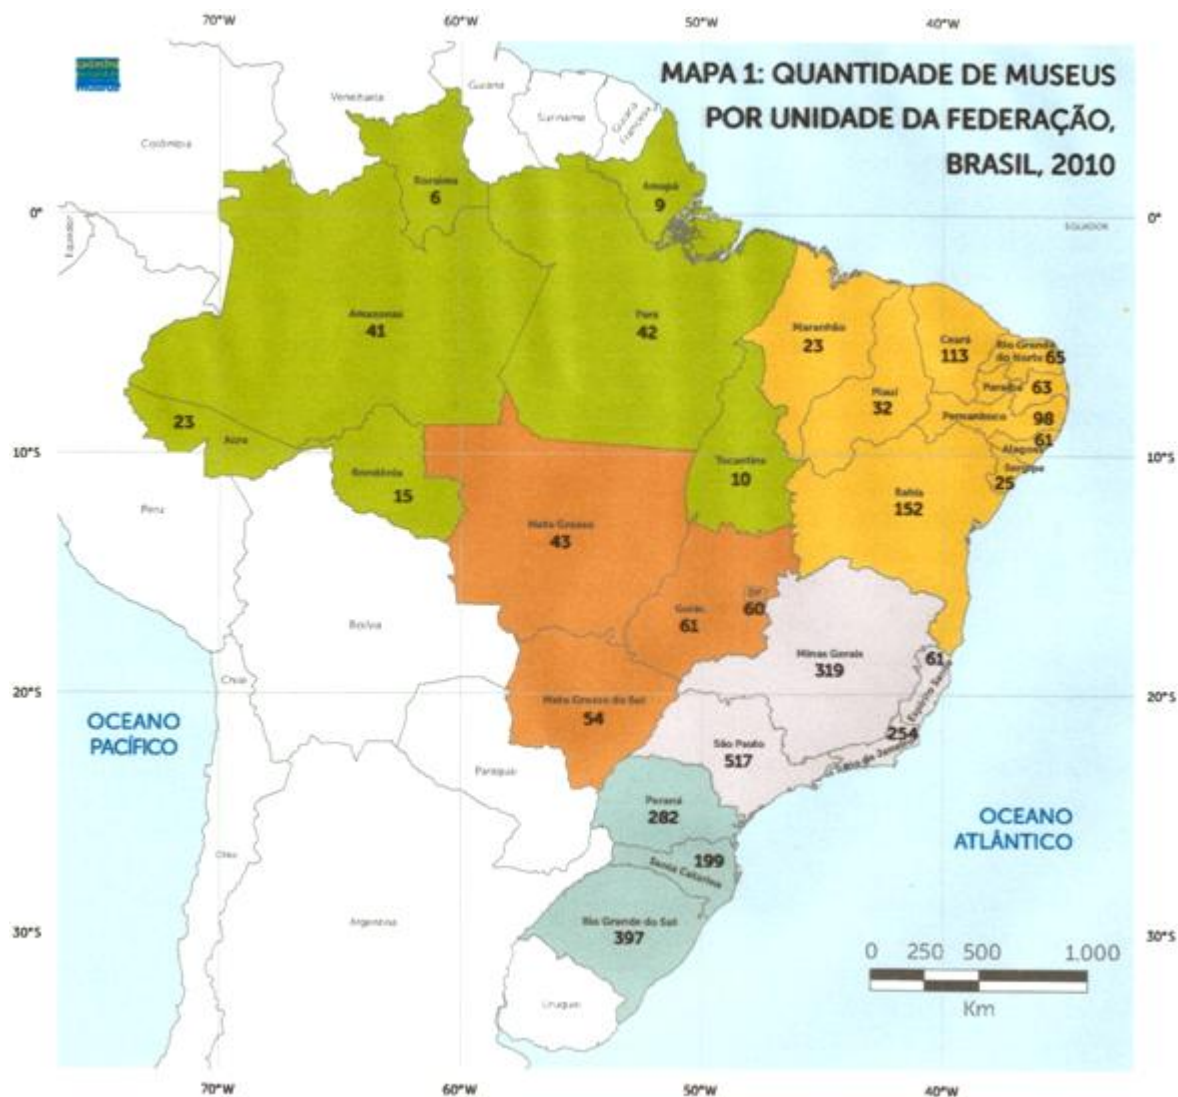 70°W 60°W 50°W 40°W
MAPA 1: QUANTIDADE DE MUSEUS
POR UNIDADE DA FEDERAÇÃO,
BRASIL, 2010
Venezuela
Guiana
Suriname
Guiana
Francesa
Colômbia
Roraima
6
Amapá
9
0°
0°
EQUADOR
Equador
Amazonas
41
Pará
42
Maranhão
23
Ceará
113
Rio Grande
do Norte 65
Paraíba 63
Piauí
32
Pernambuco 98
61
Alagoas
Sergipe
25
23
Acre
10°S
10°S
Rondônia
15
Tocantins
10
Bahia
152
Peru
Mato Grosso
43
Goiás
61
DF
60
Bolívia
Minas Gerais
319
61
Espírito Santo
Chile
20°S
20°S
OCEANO
PACÍFICO
Mato Grosso do Sul
54
São Paulo
517
254
Rio de Janeiro
Paraguai
Paraná
282
OCEANO
ATLÂNTICO
199
Santa Catarina
Chile
Argentina
Rio Grande do Sul
397
30°S
30°S
0 250 500 1.000
Km
Uruguai
70°W 60°W 50°W 40°W